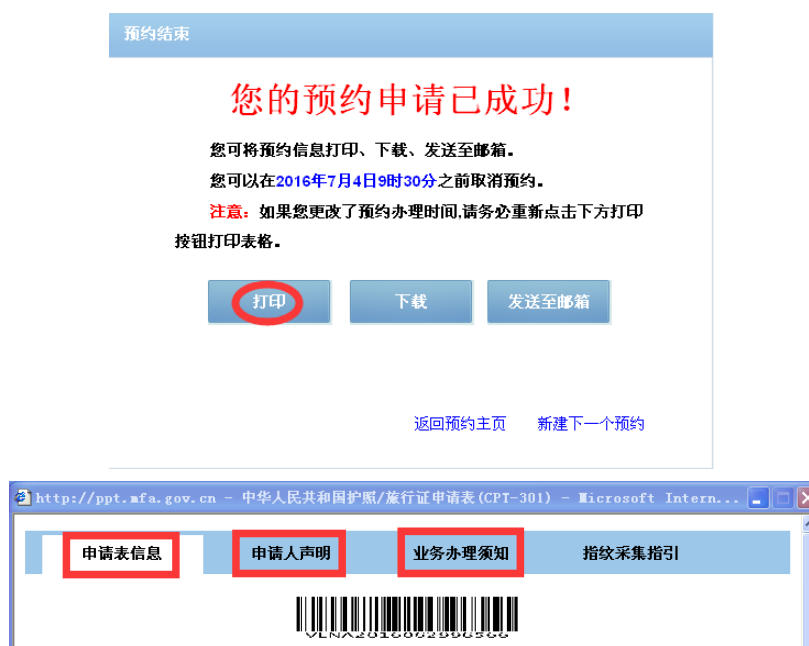 预约结束
您的预约申请已成功！
您可将预约信息打印、下载、发送至邮箱。
您可以在2016年7月4日9时30分之前取消预约。
注意：如果您更改了预约办理时间,请务必重新点击下方打印
按钮打印表格。
打印 下载 发送至邮箱
返回预约主页 新建下一个预约
http://ppt.mfa.gov.cn - 中华人民共和国护照/旅行证申请表(CPT-301) - Microsoft Intern...
申请表信息 申请人声明 业务办理须知 指纹采集指引